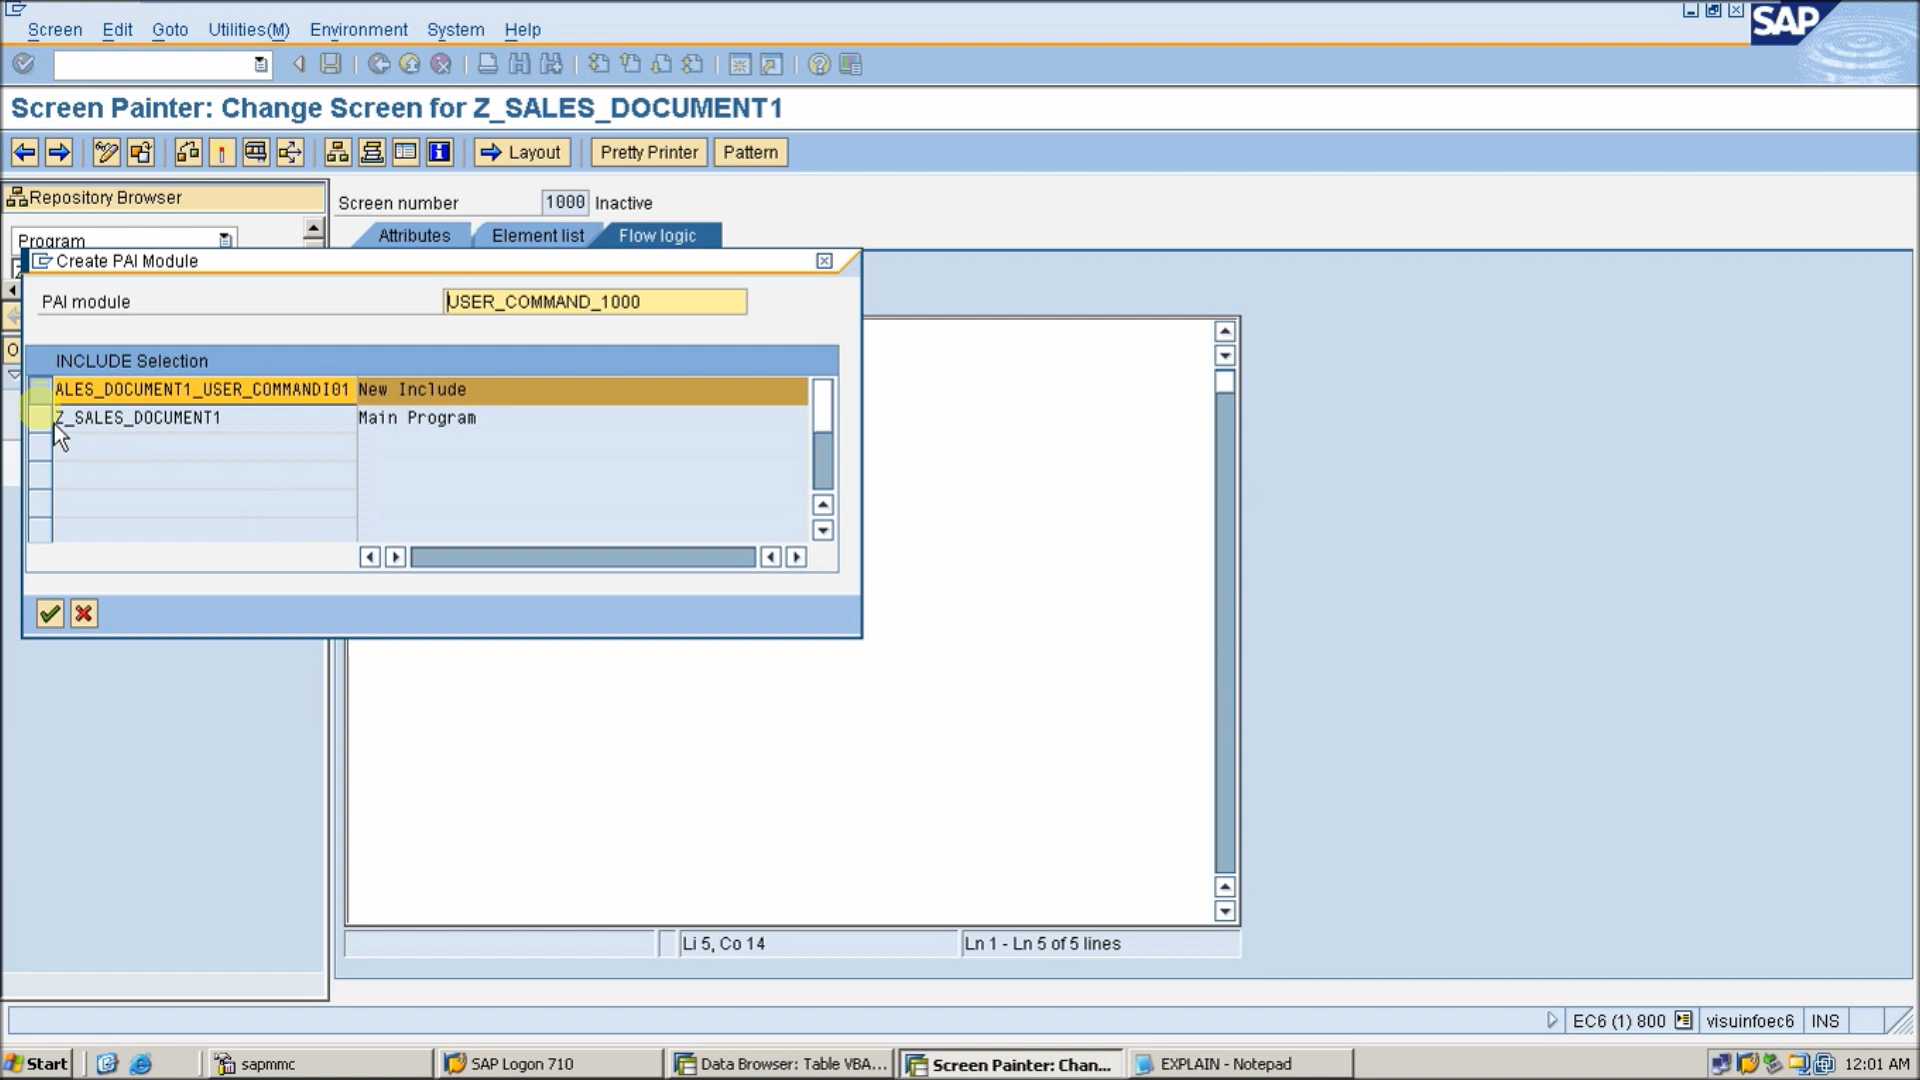 Screen Edit Goto Utilities(M) Environment System Help
SAP
Screen Painter: Change Screen for Z_SALES_DOCUMENT1
Layout Pretty Printer Pattern
Repository Browser
Screen number 1000 Inactive
Program
Attributes Element list Flow logic
Create PAI Module
PAI module USER_COMMAND_1000
INCLUDE Selection
ALES_DOCUMENT1_USER_COMMANDI01 New Include
Z_SALES_DOCUMENT1 Main Program
Li 5, Co 14 Ln 1 - Ln 5 of 5 lines
EC6 (1) 800 visuinfoec6 INS
Start sapmmc SAP Logon 710 Data Browser: Table VBA... Screen Painter: Chan... EXPLAIN - Notepad 12:01 AM